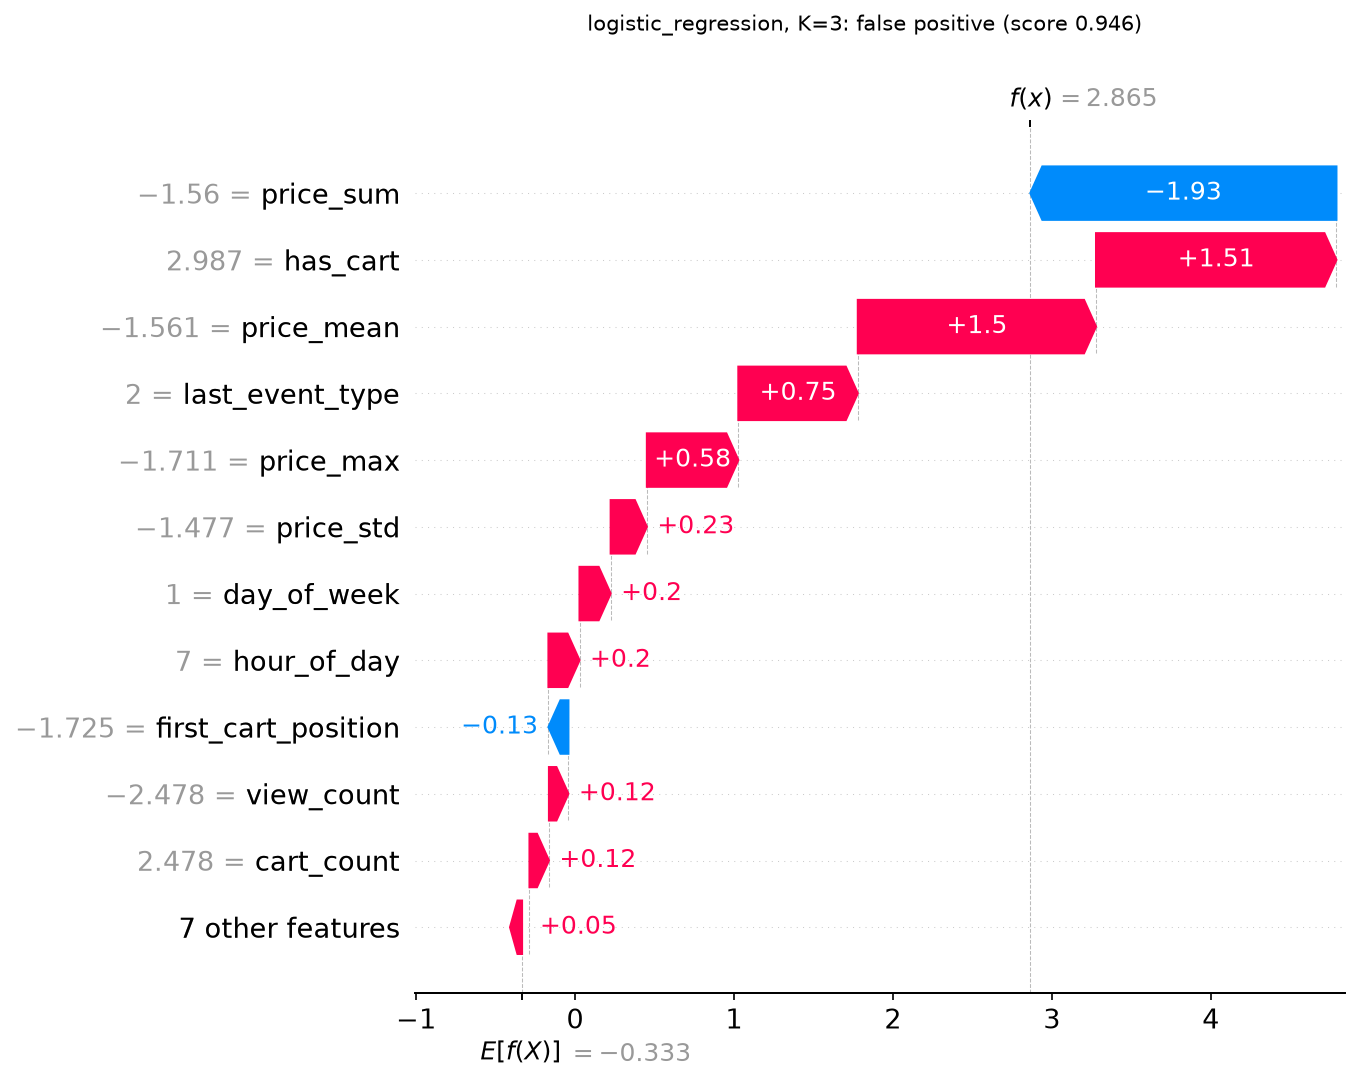 logistic_regression, K=3: false positive (score 0.946)
f(x) = 2.865
−1.56 = price_sum −1.93
2.987 = has_cart +1.51
−1.561 = price_mean +1.5
2 = last_event_type +0.75
−1.711 = price_max +0.58
−1.477 = price_std +0.23
1 = day_of_week +0.2
7 = hour_of_day +0.2
−1.725 = first_cart_position −0.13
−2.478 = view_count +0.12
2.478 = cart_count +0.12
7 other features +0.05
−1 0 1 2 3 4
E[f(X)] = −0.333